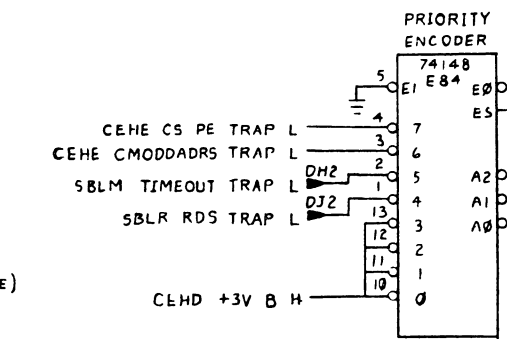 PRIORITY
ENCODER
74148
E84
5 EI EØ
ES
CEHE CS PE TRAP L 4 7
CEHE CMODDADRS TRAP L 3 6
SBLM TIMEOUT TRAP L DH2 2 5 A2
SBLR RDS TRAP L DJ2 1 4 A1
13 3 AØ
12 2
11 1
E)
CEHD +3V B H 10 Ø